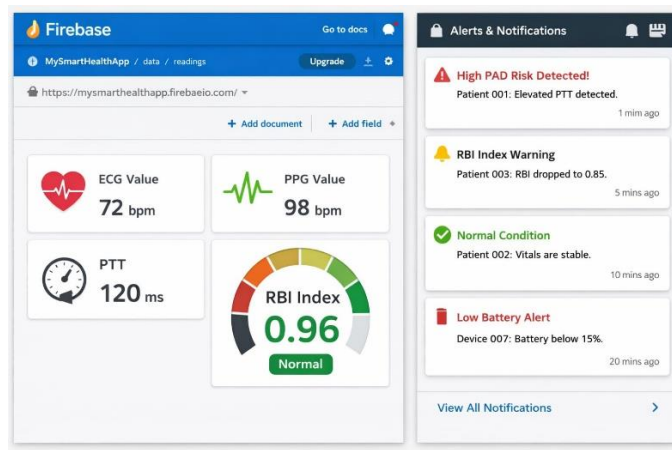 Firebase
Go to docs
MySmartHealthApp / data / readings
Upgrade
https://mysmarthealthapp.firebaeio.com/
+ Add document
+ Add field
ECG Value
72 bpm
PPG Value
98 bpm
PTT
120 ms
RBI Index
0.96
Normal
Alerts & Notifications
High PAD Risk Detected!
Patient 001: Elevated PTT detected.
1 mim ago
RBI Index Warning
Patient 003: RBI dropped to 0.85.
5 mins ago
Normal Condition
Patient 002: Vitals are stable.
10 mins ago
Low Battery Alert
Device 007: Battery below 15%.
20 mins ago
View All Notifications